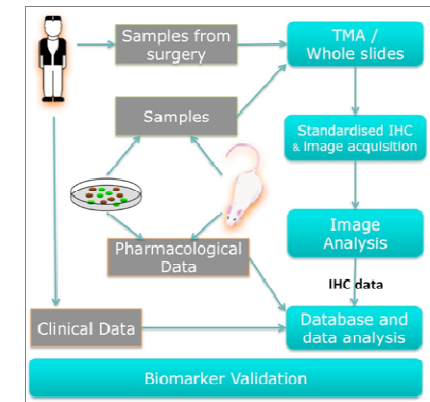 Samples from
surgery
TMA /
Whole slides
Samples
Standardised IHC
& image acquisition
Image
Analysis
Pharmacological
Data
IHC data
Clinical Data
Database and
data analysis
Biomarker Validation